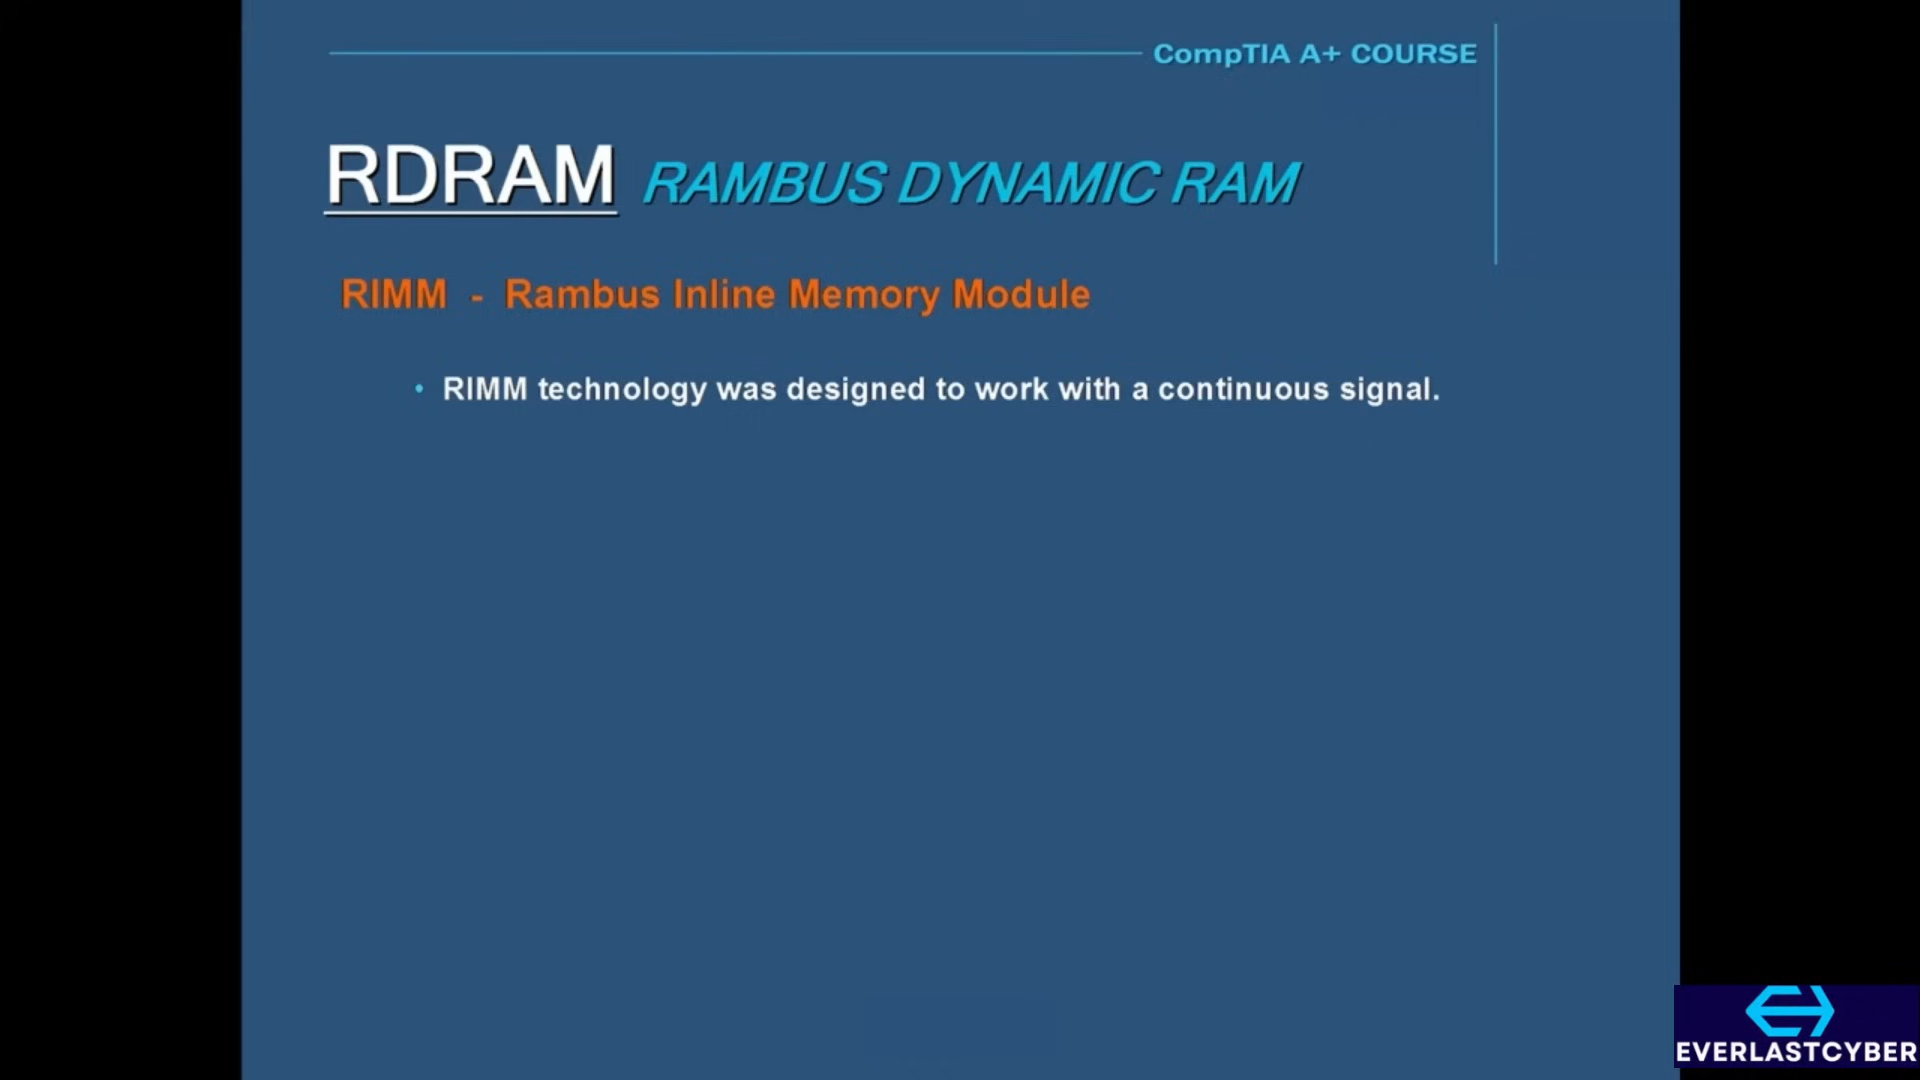 CompTIA A+ COURSE
RDRAM RAMBUS DYNAMIC RAM
RIMM - Rambus Inline Memory Module
• RIMM technology was designed to work with a continuous signal.
EVERLASTCYBER